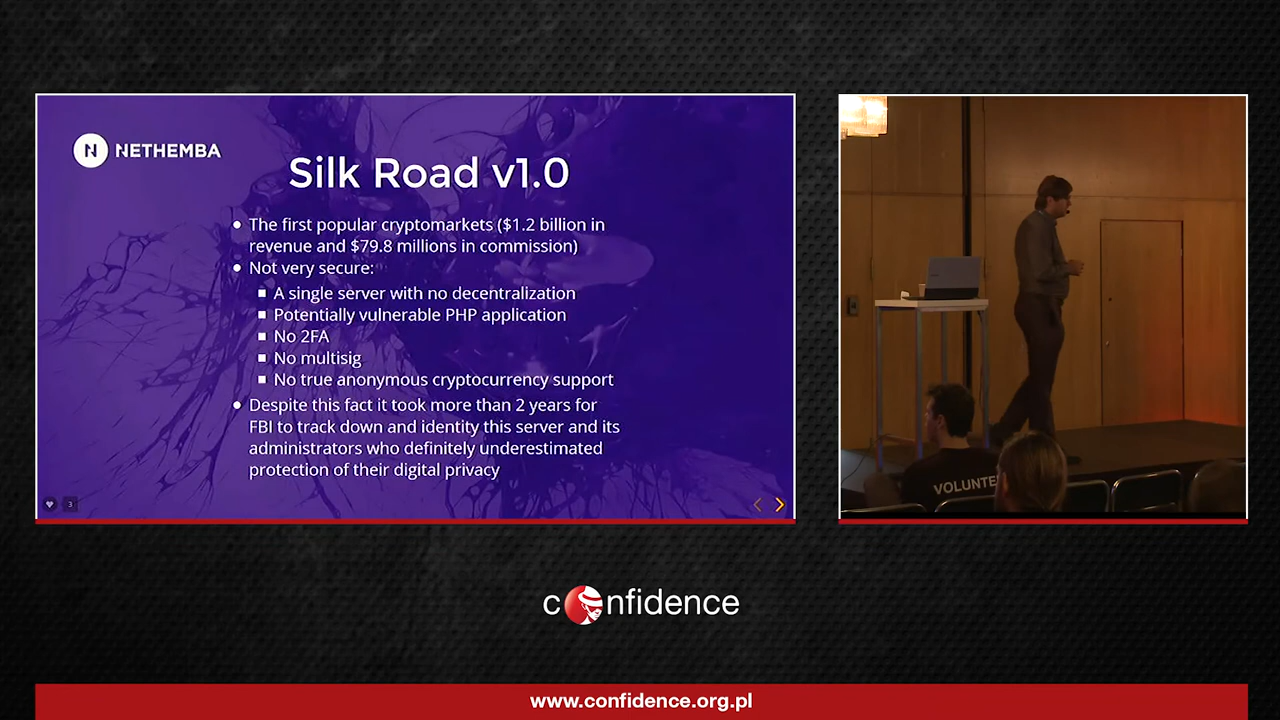 NETHEMBA
Silk Road v1.0
The first popular cryptomarkets ($1.2 billion in
revenue and $79.8 millions in commission)
Not very secure:
A single server with no decentralization
Potentially vulnerable PHP application
No 2FA
No multisig
No true anonymous cryptocurrency support
Despite this fact it took more than 2 years for
FBI to track down and identity this server and its
administrators who definitely underestimated
protection of their digital privacy
3
VOLUNTE
confidence
www.confidence.org.pl